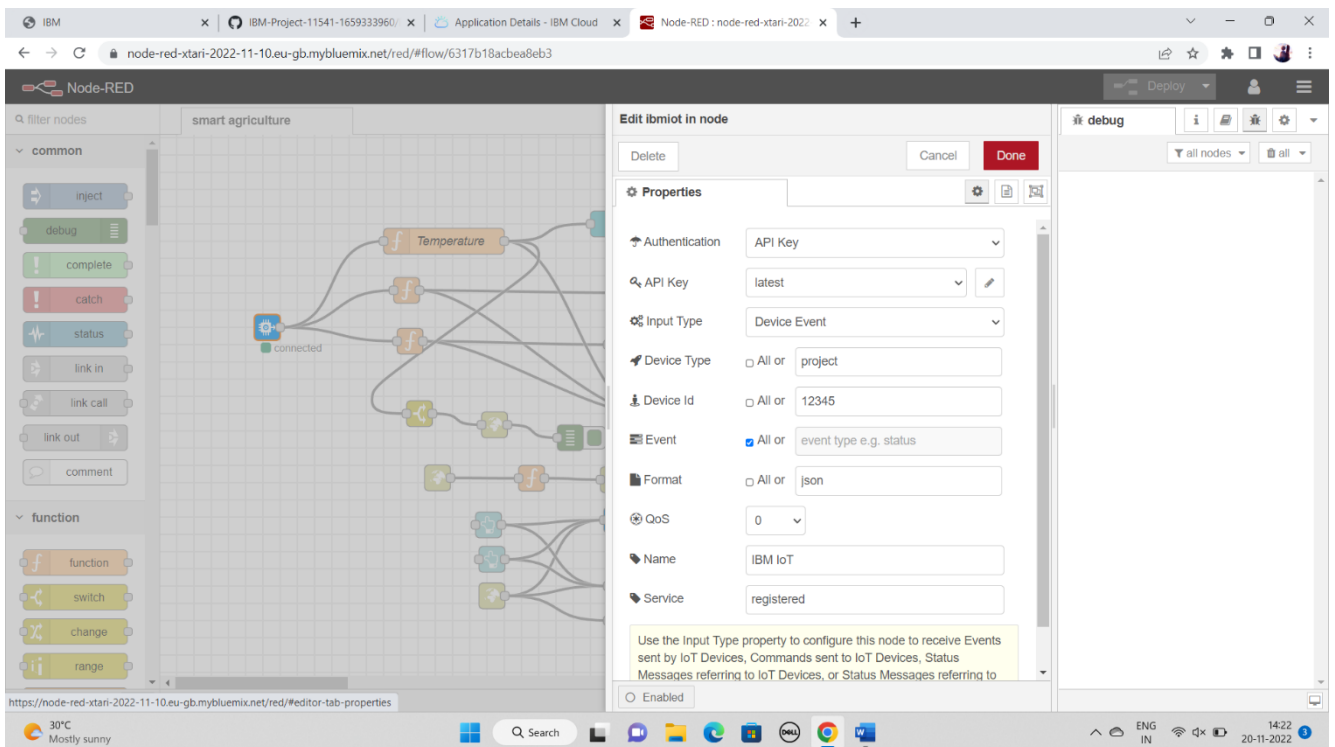 IBM
IBM-Project-11541-1659333960/
Application Details - IBM Cloud
Node-RED : node-red-xtari-2022
node-red-xtari-2022-11-10.eu-gb.mybluemix.net/red/#flow/6317b18acbea8eb3
Node-RED
Deploy
filter nodes
smart agriculture
Edit ibmiot in node
debug
i
common
Delete
Cancel
Done
all nodes
all
inject
debug
complete
catch
status
link in
link call
link out
comment
function
f function
switch
change
range
f Temperature
f
connected
f
f
Properties
Authentication
API Key
API Key
latest
Input Type
Device Event
Device Type
All or
project
Device Id
All or
12345
Event
All or
event type e.g. status
Format
All or
json
QoS
0
Name
IBM IoT
Service
registered
Use the Input Type property to configure this node to receive Events
sent by IoT Devices, Commands sent to IoT Devices, Status
Messages referring to IoT Devices, or Status Messages referring to
Enabled
https://node-red-xtari-2022-11-10.eu-gb.mybluemix.net/red/#editor-tab-properties
30°C
Mostly sunny
Search
DELL
W
ENG
IN
14:22
20-11-2022
3